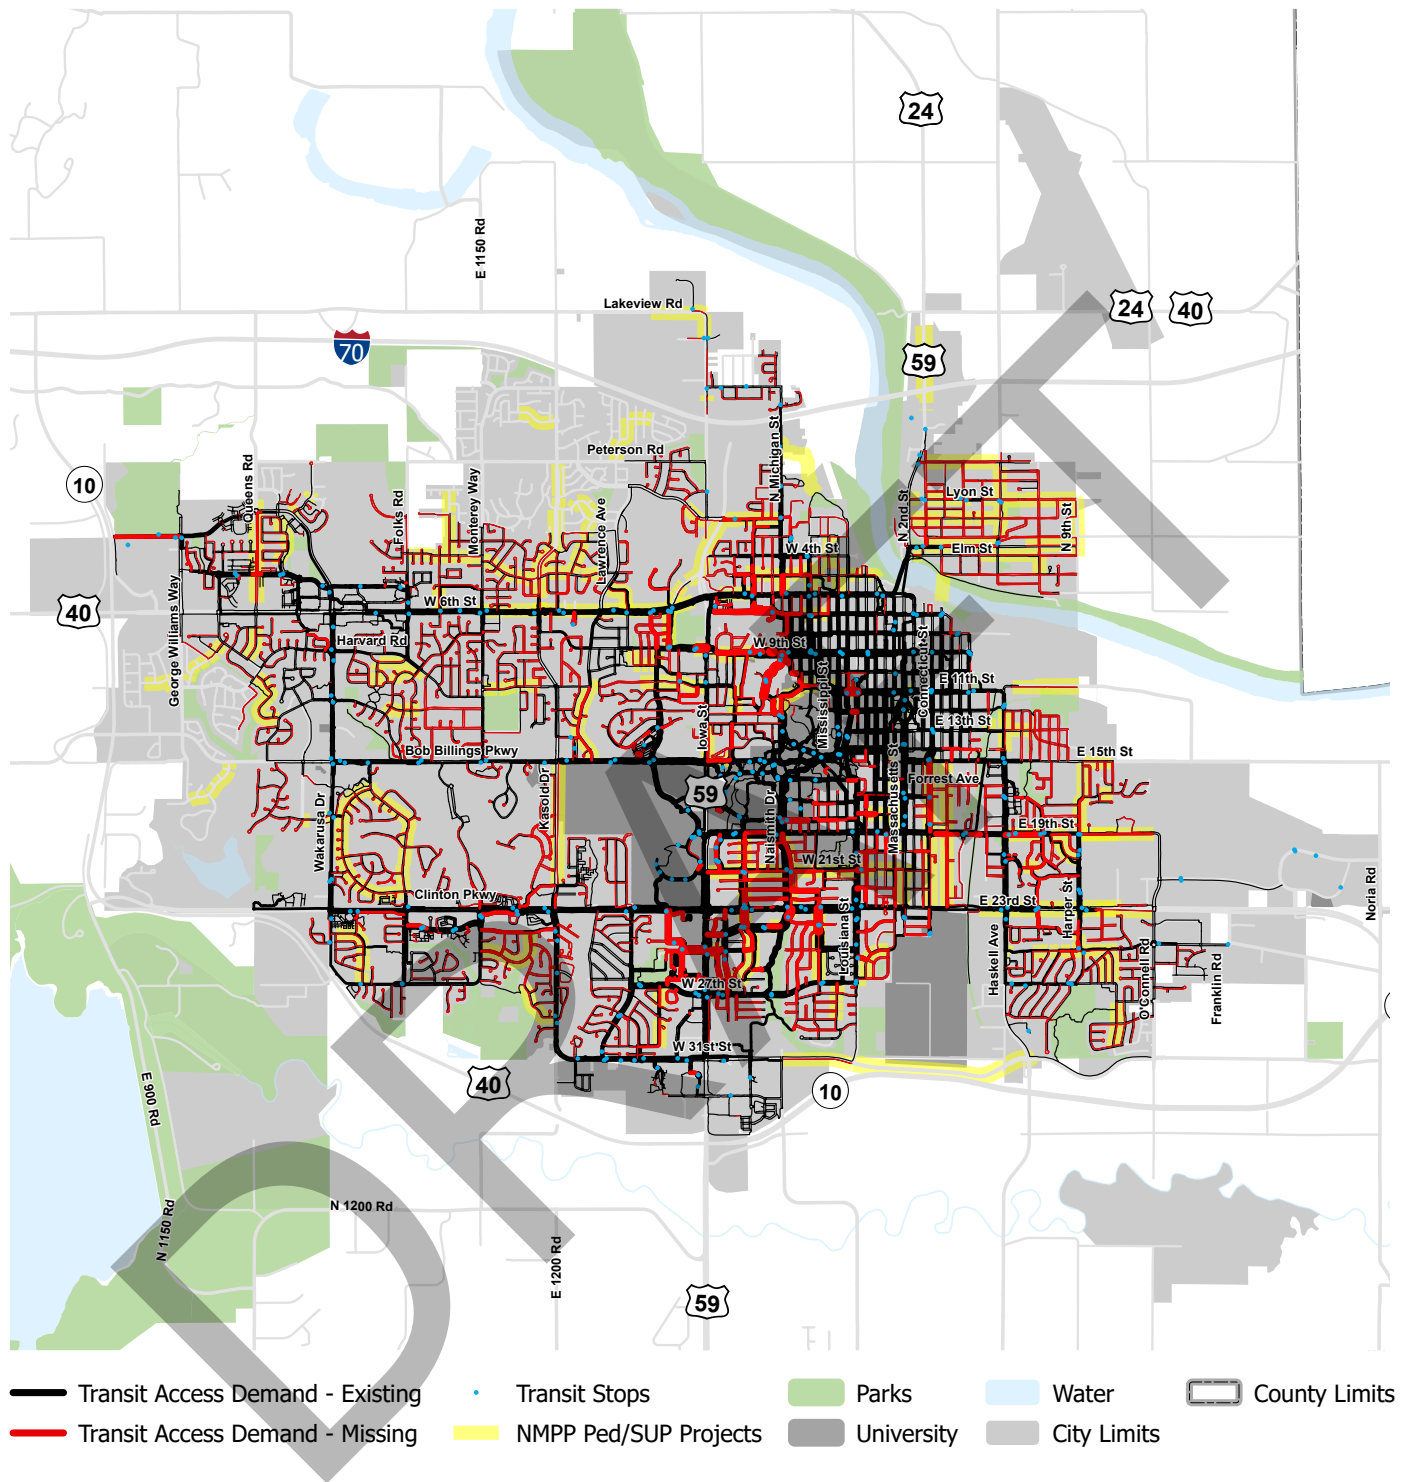 24
E 1150 Rd
Lakeview Rd
24
40
70
59
Peterson Rd
N Michigan St
10
Queens Rd
Folks Rd
Monterey Way
Lawrence Ave
N 2nd St
Lyon St
N 9th St
W 4th St
Elm St
George Williams Way
40
W 6th St
Harvard Rd
W 9th St
Mississippi St
Connecticut St
E 11th St
Iowa St
E 13th St
Bob Billings Pkwy
E 15th St
Forrest Ave
59
Kasold Dr
Naismith Dr
Massachusetts St
Wakarusa Dr
E 19th St
W 21st St
Clinton Pkwy
E 23rd St
Harper St
Noria Rd
Louisiana St
Haskell Ave
O'Connell Rd
Franklin Rd
W 27th St
W 31st St
40
10
E 900 Rd
N 1150 Rd
N 1200 Rd
E 1200 Rd
59
DRAFT
Transit Access Demand - Existing
Transit Stops
Parks
Water
County Limits
Transit Access Demand - Missing
NMPP Ped/SUP Projects
University
City Limits